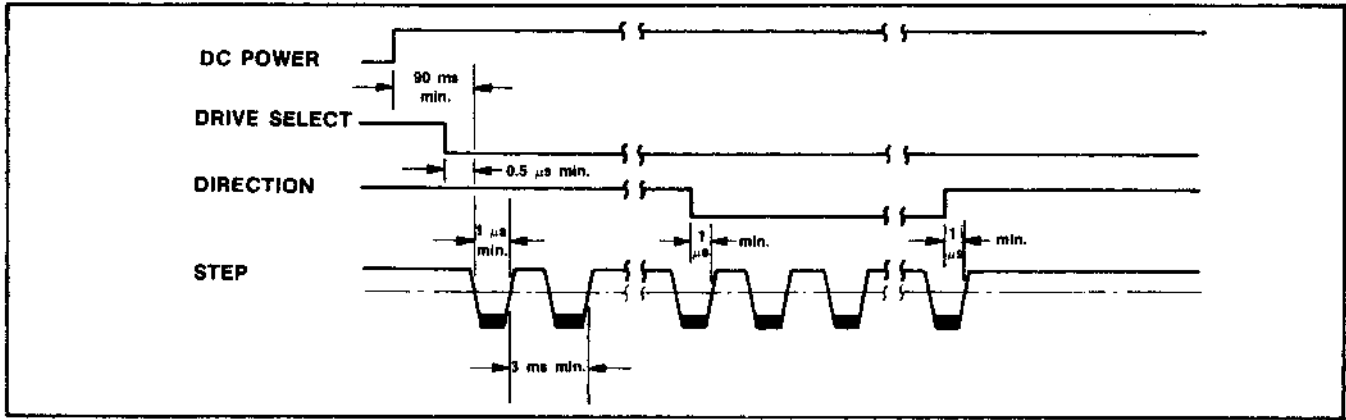 DC POWER
90 ms
min.
DRIVE SELECT
0.5 µs min.
DIRECTION
1 µs
min.
1
µs
min.
1
µs
min.
STEP
3 ms min.